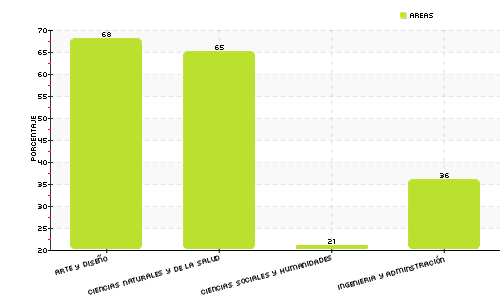 AREAS
PORCENTAJE
70
65
60
55
50
45
40
35
30
25
20
68
65
21
36
ARTE Y DISEÑO
CIENCIAS NATURALES Y DE LA SALUD
CIENCIAS SOCIALES Y HUMANIDADES
INGENIERIA Y ADMINSTRACIÓN